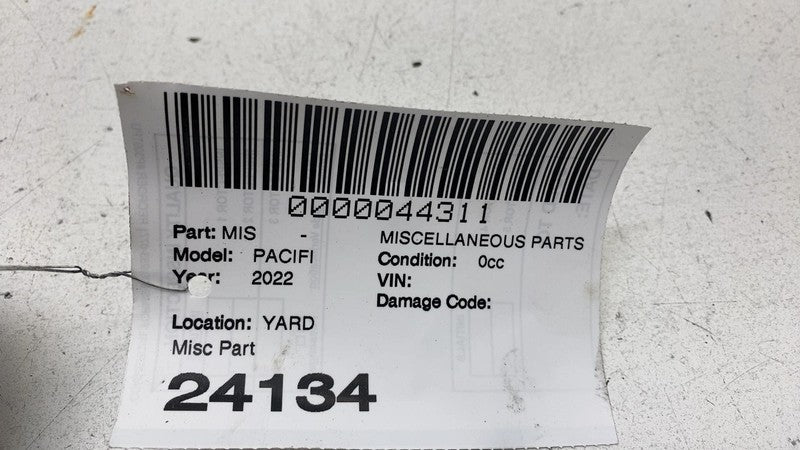 0000044311
Part: MIS - MISCELLANEOUS PARTS
Model: PACIFI Condition: 0cc
Year: 2022 VIN:
Damage Code:
Location: YARD
Misc Part
24134